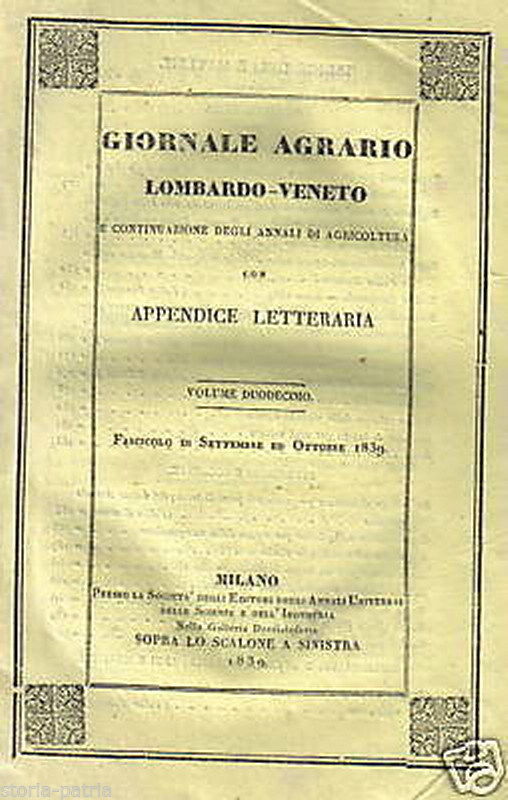 GIORNALE AGRARIO
LOMBARDO-VENETO
E CONTINUAZIONE DEGLI ANNALI DI AGRICOLTURA
CON
APPENDICE LETTERARIA
VOLUME DUODECIMO.
FASCICOLO DI SETTEMBRE ED OTTOBRE 1839.
MILANO
PRESSO LA SOCIETA' DEGLI EDITORI DEGLI ANNALI UNIVERSALI
DELLE SCIENZE E DELL'INDUSTRIA
Nella Galleria
SOPRA LO SCALONE A SINISTRA
1839.
storia-patria